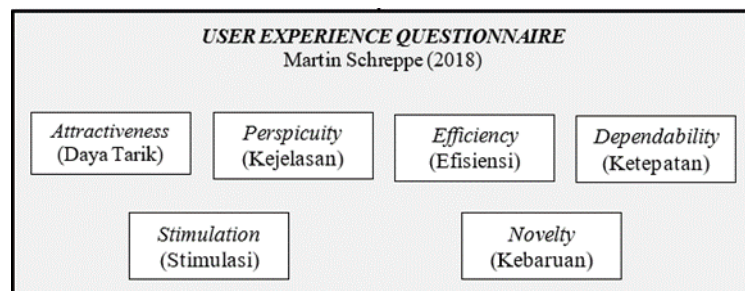 USER EXPERIENCE QUESTIONNAIRE
Martin Schreppe (2018)
Attractiveness
(Daya Tarik)
Perspicuity
(Kejelasan)
Efficiency
(Efisiensi)
Dependability
(Ketepatan)
Stimulation
(Stimulasi)
Novelty
(Kebaruan)